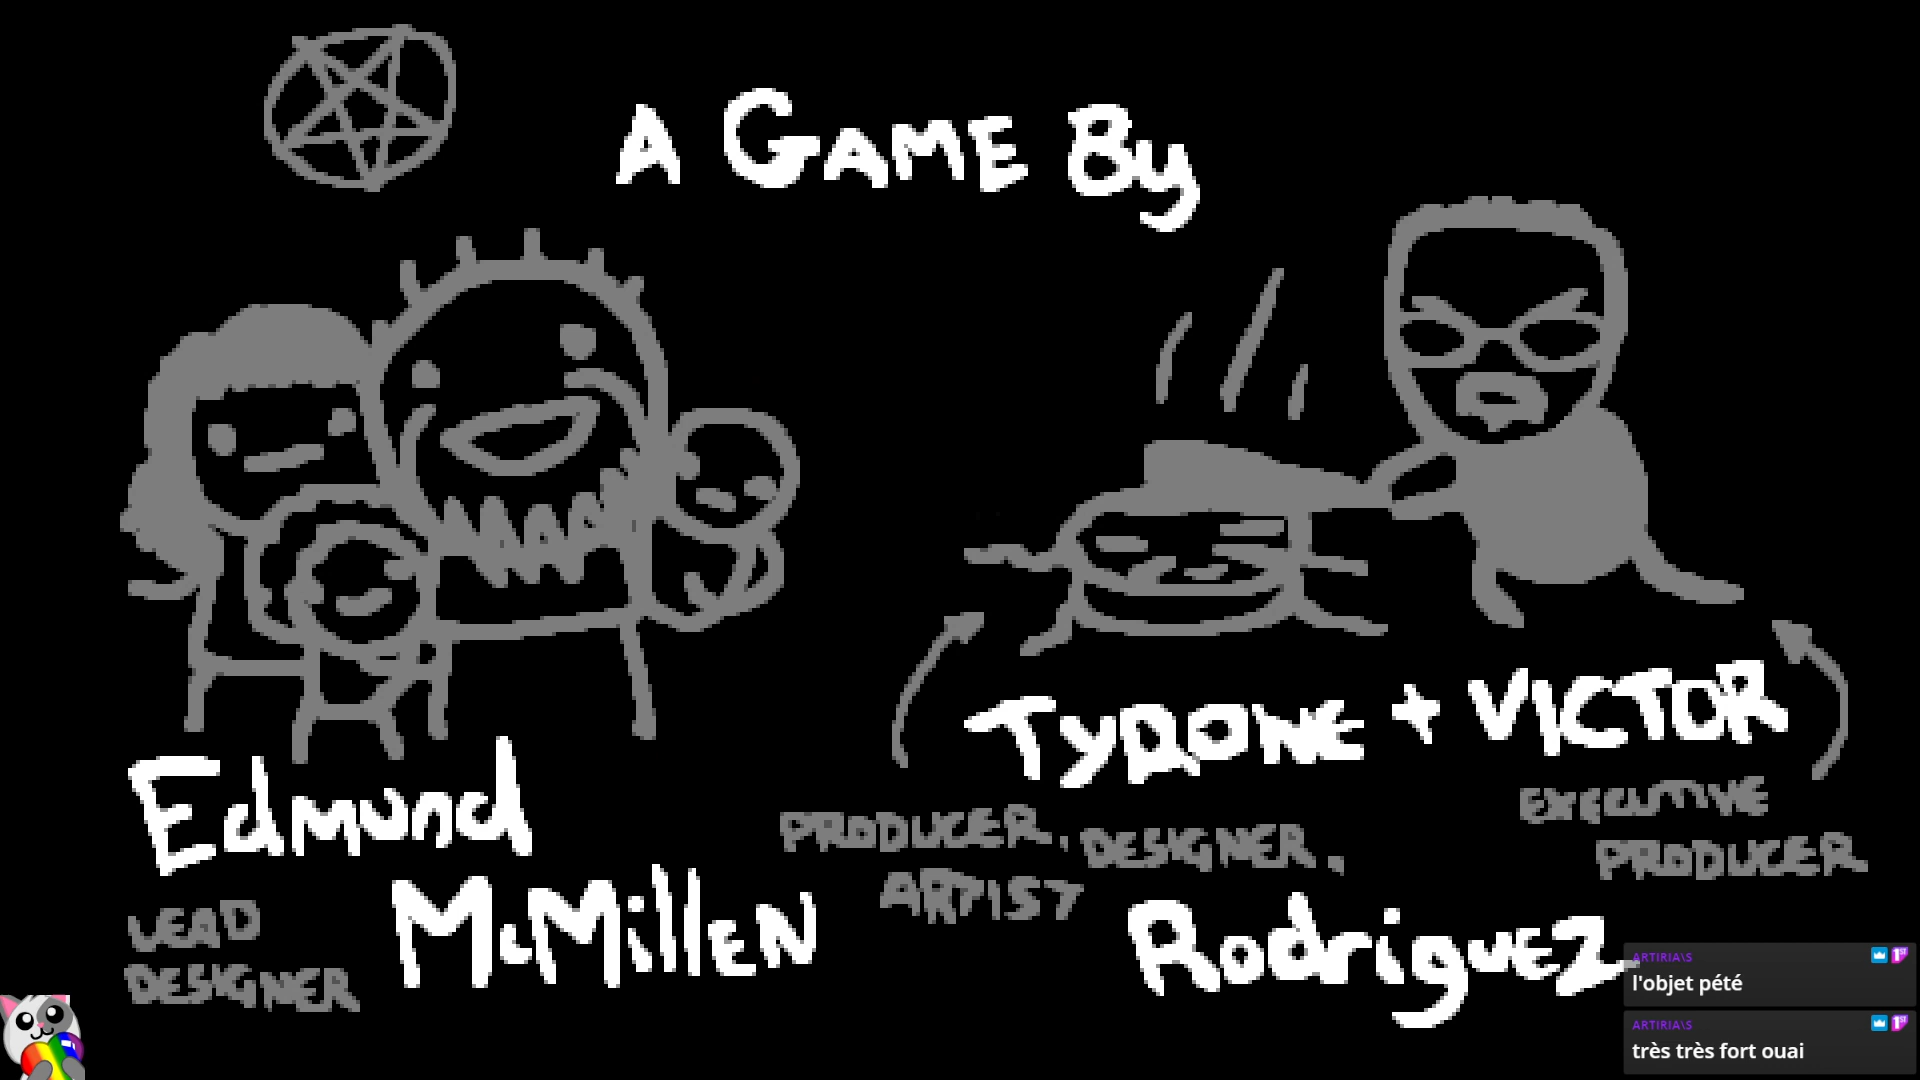 A GAME By
Edmund
McMillEN
LEAD
DESIGNER
TYRONE + VICTOR
PRODUCER, DESIGNER,
ARTIST
EXECUTIVE
PRODUCER
RodriguEZ
ARTIRIA\S
l'objet pété
ARTIRIA\S
très très fort ouai